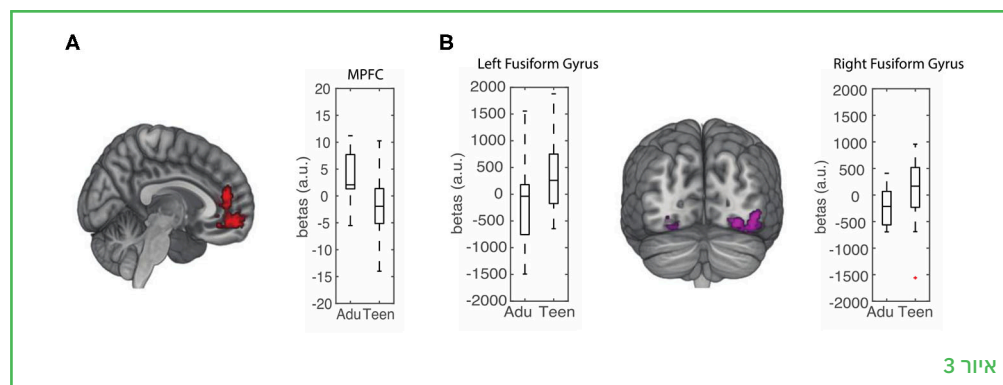 A
B
MPFC
20
15
10
5
0
-5
-10
-15
-20
betas (a.u.)
Adu Teen
Left Fusiform Gyrus
2000
1500
1000
500
0
-500
-1000
-1500
-2000
betas (a.u.)
Adu Teen
Right Fusiform Gyrus
2000
1500
1000
500
0
-500
-1000
-1500
-2000
betas (a.u.)
Adu Teen
איור 3